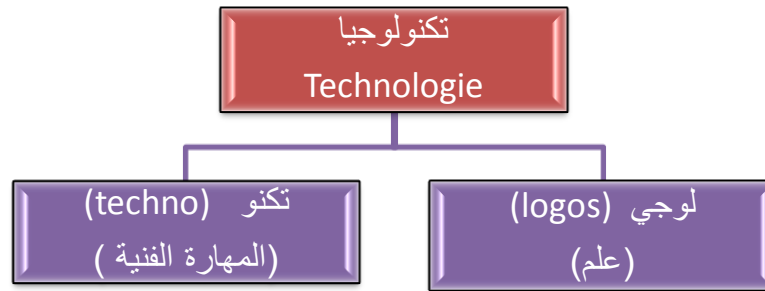 تكنولوجيا
Technologie
لوجي (logos)
(علم)
تكنو (techno)
(المهارة الفنية )